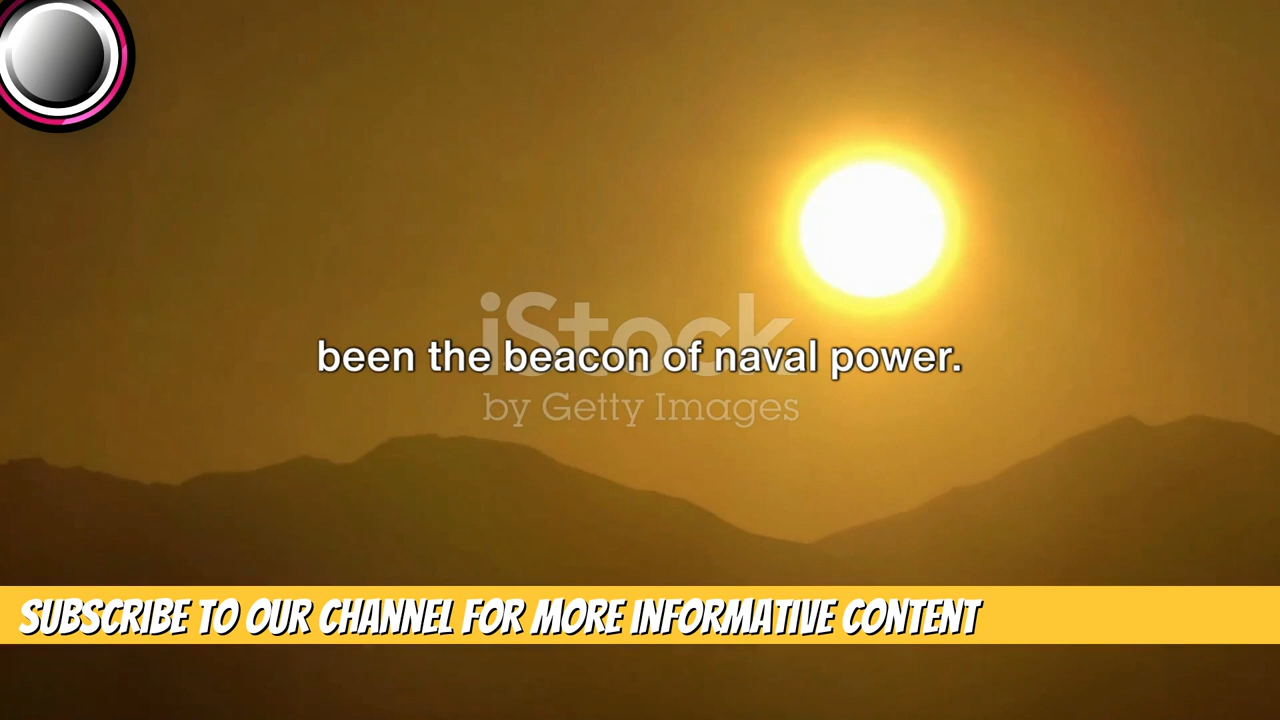 iStock
been the beacon of naval power.
by Getty Images
SUBSCRIBE TO OUR CHANNEL FOR MORE INFORMATIVE CONTENT